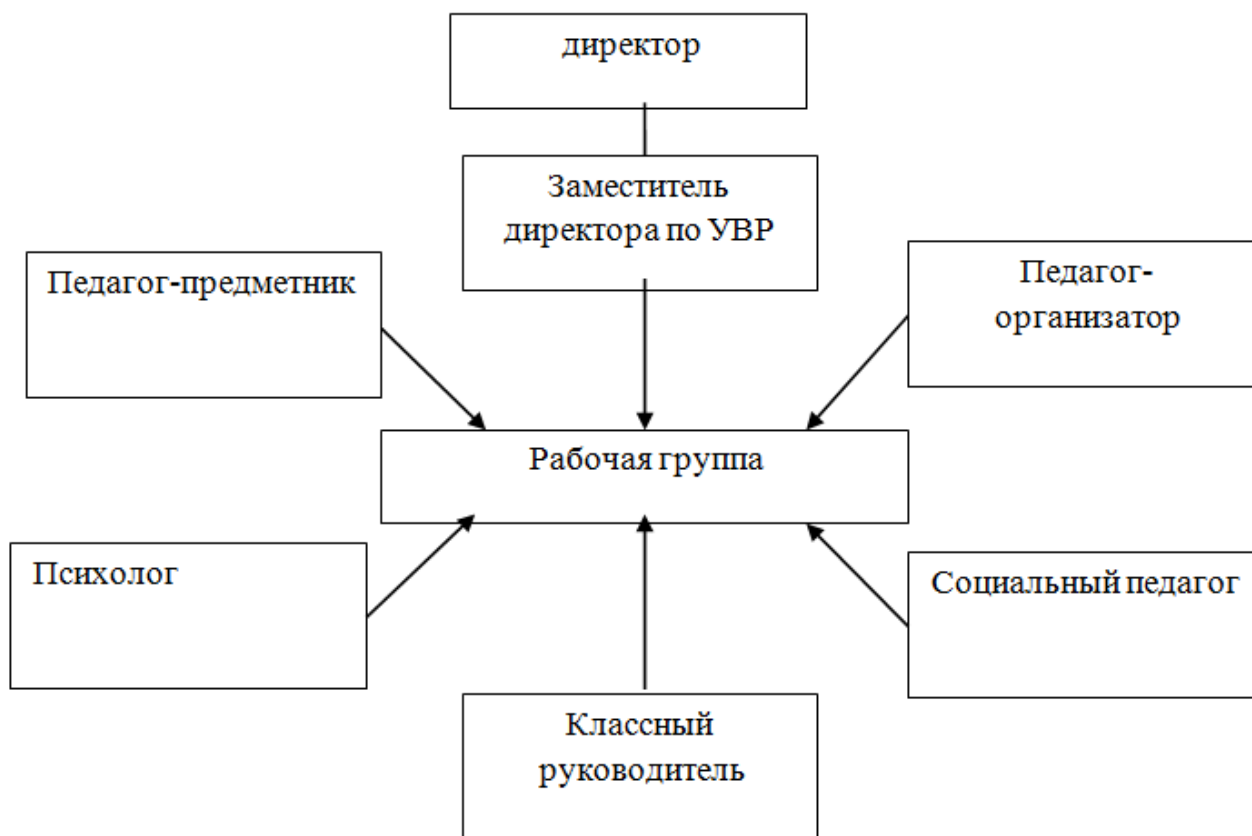 директор
Заместитель
директора по УВР
Педагог-предметник
Педагог-
организатор
Рабочая группа
Психолог
Социальный педагог
Классный
руководитель